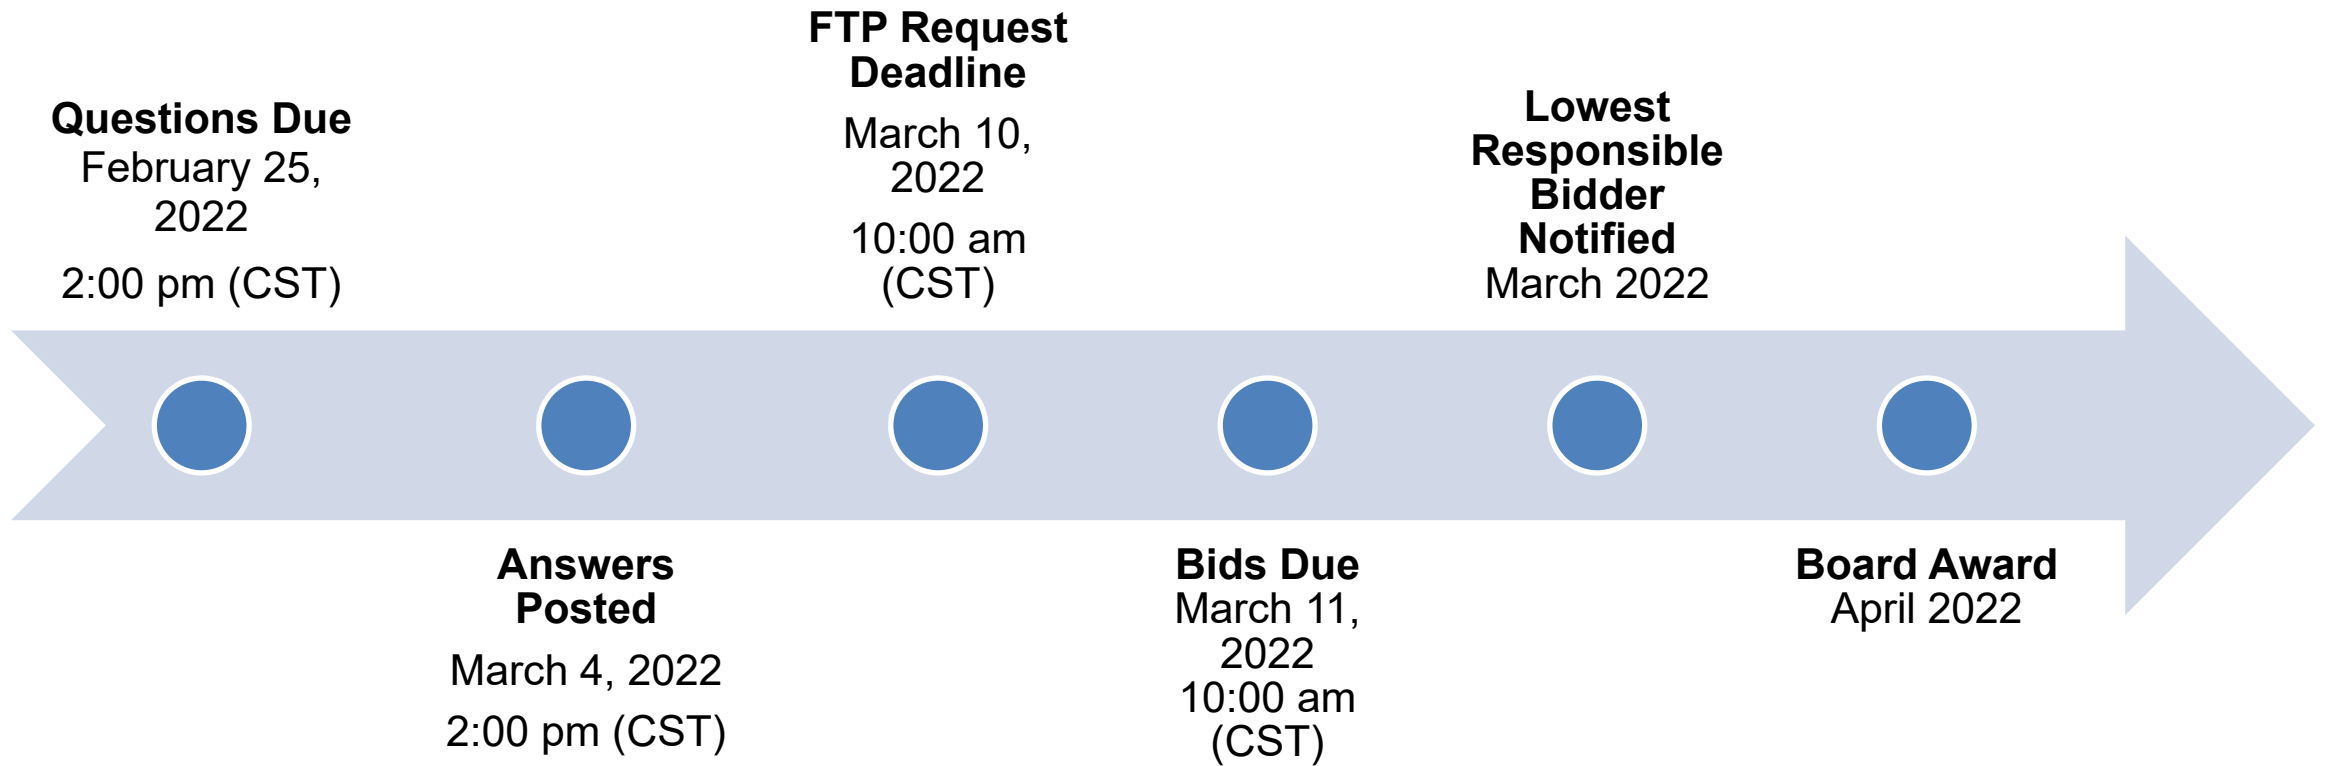 Questions Due
February 25,
2022
2:00 pm (CST)
Answers
Posted
March 4, 2022
2:00 pm (CST)
FTP Request
Deadline
March 10,
2022
10:00 am
(CST)
Bids Due
March 11,
2022
10:00 am
(CST)
Lowest
Responsible
Bidder
Notified
March 2022
Board Award
April 2022